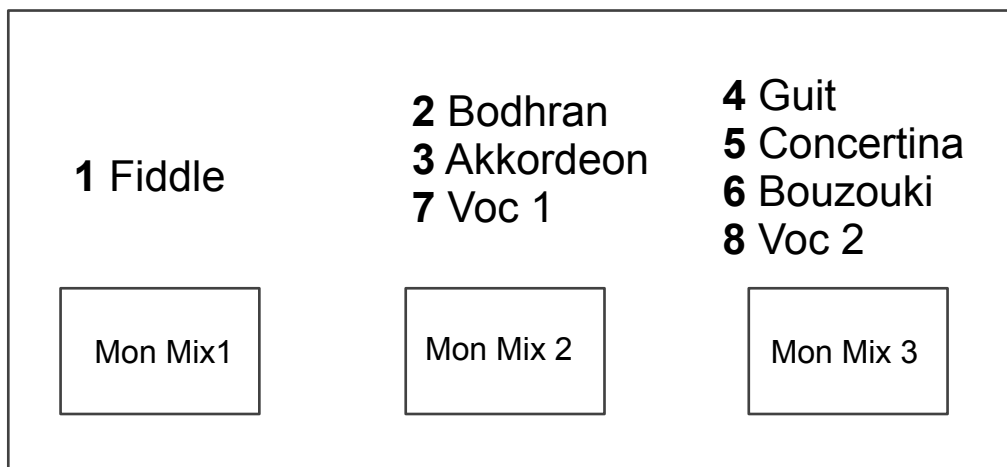 1 Fiddle
2 Bodhran
3 Akkordeon
7 Voc 1
4 Guit
5 Concertina
6 Bouzouki
8 Voc 2
Mon Mix1
Mon Mix 2
Mon Mix 3